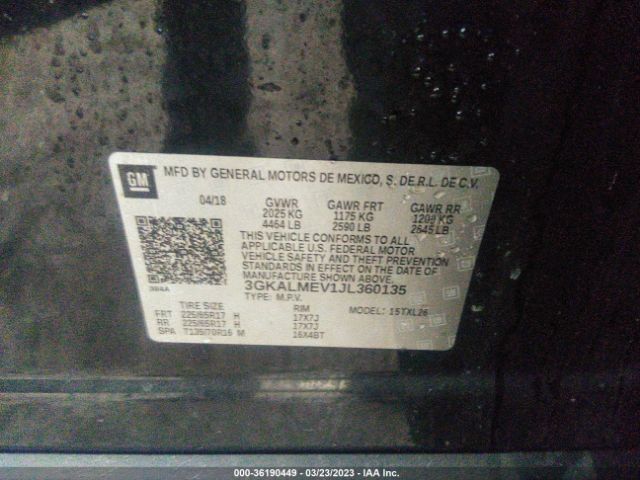 GM
MFD BY GENERAL MOTORS DE MEXICO, S. DE R.L. DE C.V.
04/18 GVWR GAWR FRT GAWR RR
2025 KG 1175 KG 1200 KG
4464 LB 2590 LB 2645 LB
THIS VEHICLE CONFORMS TO ALL
APPLICABLE U.S. FEDERAL MOTOR
VEHICLE SAFETY AND THEFT PREVENTION
STANDARDS IN EFFECT ON THE DATE OF
MANUFACTURE SHOWN ABOVE.
3GKALMEV1JL360135
TYPE: M.P.V.
TIRE SIZE RIM MODEL: 15TXL26
FRT 225/65R17 H 17X7J
RR 225/65R17 H 17X7J
SPA T135/70R16 M 16X4BT
000-36190449 — 03/23/2023 — IAA Inc.